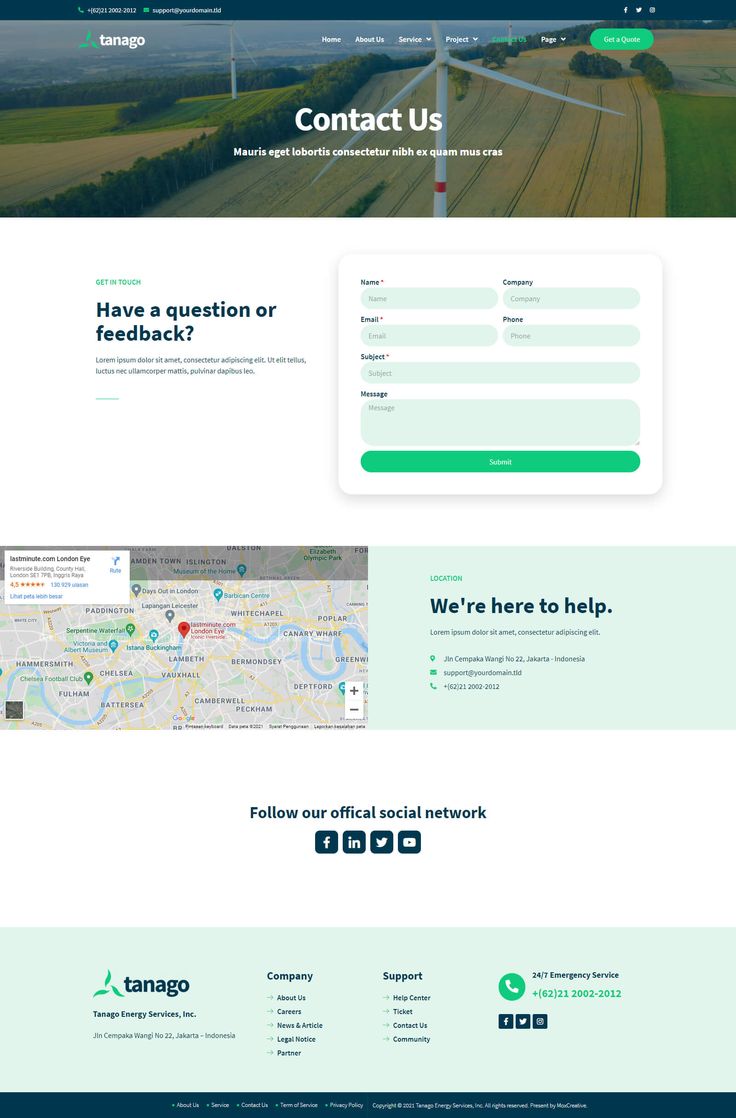 +(62)21 2002-2012 support@yourdomain.tld
tanago
Home About Us Service Project Contact Us Page Get a Quote
Contact Us
Mauris eget lobortis consectetur nibh ex quam mus cras
GET IN TOUCH
Have a question or
feedback?
Lorem ipsum dolor sit amet, consectetur adipiscing elit. Ut elit tellus,
luctus nec ullamcorper mattis, pulvinar dapibus leo.
Name * Company
Name Company
Email * Phone
Email Phone
Subject *
Subject
Message
Message
Submit
lastminute.com London Eye
Riverside Building, County Hall,
London SE1 7PB, Inggris Raya
Rute
4,5 130.929 ulasan
Lihat peta lebih besar
DALSTON
Elizabeth
Olympic Park
CAMDEN TOWN
ISLINGTON
Museum of the Home
BETHNAL GREEN
Days Out in London
Barbican Centre
Lapangan Leicester
PADDINGTON
WHITECHAPEL
POPLAR
Serpentine Waterfall
lastminute.com
London Eye
Iconic riverside
CANARY WHARF
Victoria and
Albert Museum
Istana Buckingham
HAMMERSMITH
LAMBETH
BERMONDSEY
GREENW
CHELSEA
VAUXHALL
Chelsea Football Club
DEPTFORD
FULHAM
BATTERSEA
CAMBERWELL
PECKHAM
Google
Pintasan keyboard Data peta ©2021 Syarat Penggunaan Laporkan kesalahan peta
LOCATION
We're here to help.
Lorem ipsum dolor sit amet, consectetur adipiscing elit.
Jln Cempaka Wangi No 22, Jakarta - Indonesia
support@yourdomain.tld
+(62)21 2002-2012
Follow our offical social network
tanago
Tanago Energy Services, Inc.
Jln Cempaka Wangi No 22, Jakarta – Indonesia
Company
About Us
Careers
News & Article
Legal Notice
Partner
Support
Help Center
Ticket
Contact Us
Community
24/7 Emergency Service
+(62)21 2002-2012
About Us Service Contact Us Term of Service Privacy Policy Copyright © 2021 Tanago Energy Services, Inc. All rights reserved. Present by MoxCreative.